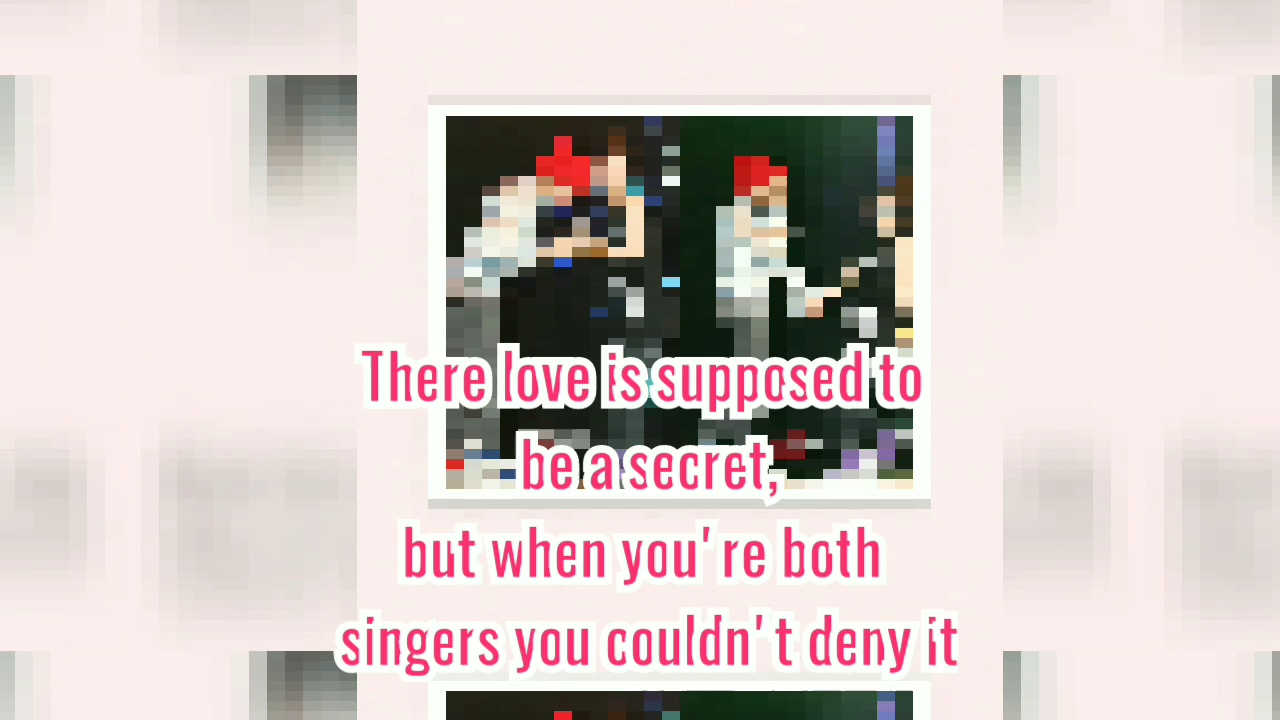 There love is supposed to
be a secret,
but when you're both
singers you couldn't deny it